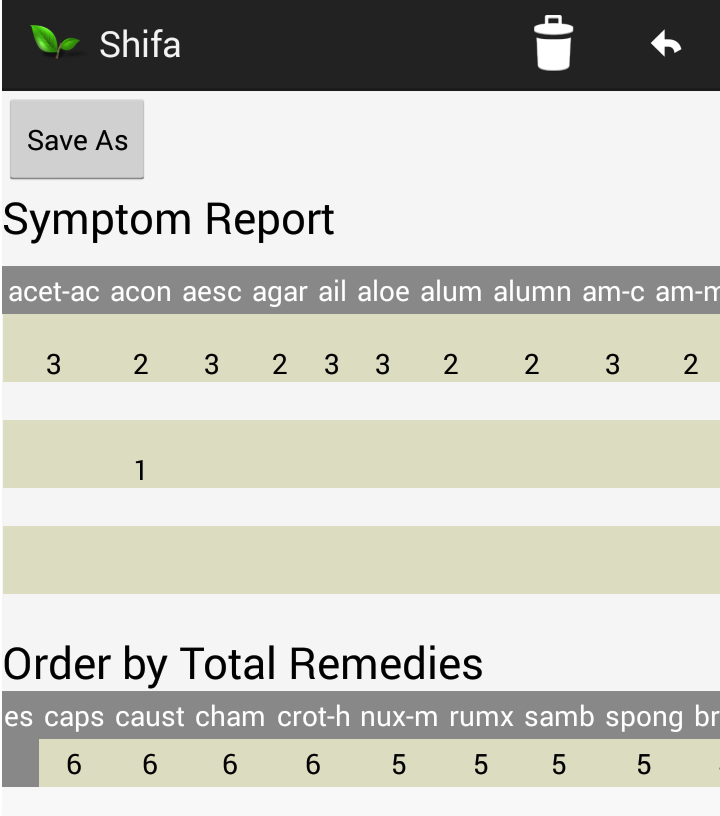 Shifa
Save As
Symptom Report
acet-ac acon aesc agar ail aloe alum alumn am-c am-m
3 2 3 2 3 3 2 2 3 2
1
Order by Total Remedies
es caps caust cham crot-h nux-m rumx samb spong br
6 6 6 6 5 5 5 5